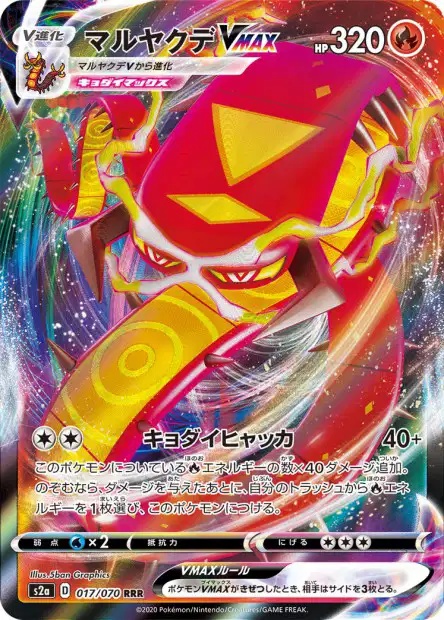 V進化
マルヤクデVMAX
HP 320
マルヤクデVから進化
キョダイマックス
キョダイヒャッカ 40+
このポケモンについているエネルギーの数×40ダメージ追加。
のぞむなら、ダメージを与えたあとに、自分のトラッシュからエネ
ルギーを1枚選び、このポケモンにつける。
弱点 ×2 抵抗力 にげる
VMAXルール
Illus. 5ban Graphics
ポケモンVMAXがきぜつしたとき、相手はサイドを3枚とる。
s2a D 017/070 RRR
©2020 Pokémon/Nintendo/Creatures/GAME FREAK.